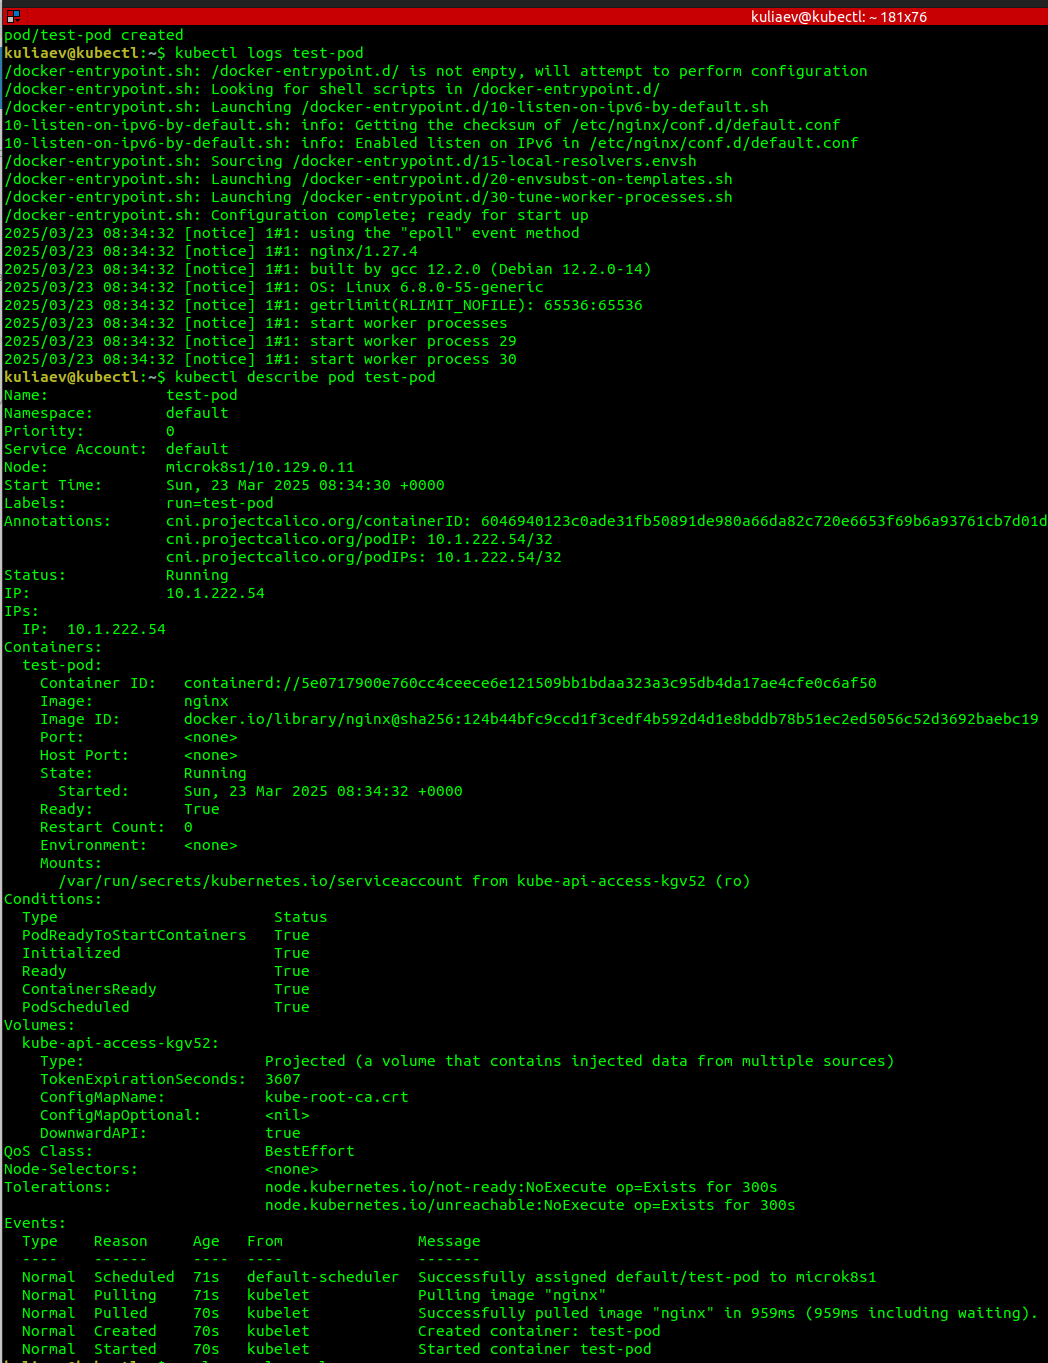 kuliaev@kubectl: ~ 181x76
pod/test-pod created
kuliaev@kubectl:~$ kubectl logs test-pod
/docker-entrypoint.sh: /docker-entrypoint.d/ is not empty, will attempt to perform configuration
/docker-entrypoint.sh: Looking for shell scripts in /docker-entrypoint.d/
/docker-entrypoint.sh: Launching /docker-entrypoint.d/10-listen-on-ipv6-by-default.sh
10-listen-on-ipv6-by-default.sh: info: Getting the checksum of /etc/nginx/conf.d/default.conf
10-listen-on-ipv6-by-default.sh: info: Enabled listen on IPv6 in /etc/nginx/conf.d/default.conf
/docker-entrypoint.sh: Sourcing /docker-entrypoint.d/15-local-resolvers.envsh
/docker-entrypoint.sh: Launching /docker-entrypoint.d/20-envsubst-on-templates.sh
/docker-entrypoint.sh: Launching /docker-entrypoint.d/30-tune-worker-processes.sh
/docker-entrypoint.sh: Configuration complete; ready for start up
2025/03/23 08:34:32 [notice] 1#1: using the "epoll" event method
2025/03/23 08:34:32 [notice] 1#1: nginx/1.27.4
2025/03/23 08:34:32 [notice] 1#1: built by gcc 12.2.0 (Debian 12.2.0-14)
2025/03/23 08:34:32 [notice] 1#1: OS: Linux 6.8.0-55-generic
2025/03/23 08:34:32 [notice] 1#1: getrlimit(RLIMIT_NOFILE): 65536:65536
2025/03/23 08:34:32 [notice] 1#1: start worker processes
2025/03/23 08:34:32 [notice] 1#1: start worker process 29
2025/03/23 08:34:32 [notice] 1#1: start worker process 30
kuliaev@kubectl:~$ kubectl describe pod test-pod
Name:             test-pod
Namespace:        default
Priority:         0
Service Account:  default
Node:             microk8s1/10.129.0.11
Start Time:       Sun, 23 Mar 2025 08:34:30 +0000
Labels:           run=test-pod
Annotations:      cni.projectcalico.org/containerID: 6046940123c0ade31fb50891de980a66da82c720e6653f69b6a93761cb7d01d
                  cni.projectcalico.org/podIP: 10.1.222.54/32
                  cni.projectcalico.org/podIPs: 10.1.222.54/32
Status:           Running
IP:               10.1.222.54
IPs:
  IP:  10.1.222.54
Containers:
  test-pod:
    Container ID:   containerd://5e0717900e760cc4ceece6e121509bb1bdaa323a3c95db4da17ae4cfe0c6af50
    Image:          nginx
    Image ID:       docker.io/library/nginx@sha256:124b44bfc9ccd1f3cedf4b592d4d1e8bddb78b51ec2ed5056c52d3692baebc19
    Port:           <none>
    Host Port:      <none>
    State:          Running
      Started:      Sun, 23 Mar 2025 08:34:32 +0000
    Ready:          True
    Restart Count:  0
    Environment:    <none>
    Mounts:
      /var/run/secrets/kubernetes.io/serviceaccount from kube-api-access-kgv52 (ro)
Conditions:
  Type                        Status
  PodReadyToStartContainers   True
  Initialized                 True
  Ready                       True
  ContainersReady             True
  PodScheduled                True
Volumes:
  kube-api-access-kgv52:
    Type:                    Projected (a volume that contains injected data from multiple sources)
    TokenExpirationSeconds:  3607
    ConfigMapName:           kube-root-ca.crt
    ConfigMapOptional:       <nil>
    DownwardAPI:             true
QoS Class:                   BestEffort
Node-Selectors:              <none>
Tolerations:                 node.kubernetes.io/not-ready:NoExecute op=Exists for 300s
                             node.kubernetes.io/unreachable:NoExecute op=Exists for 300s
Events:
  Type    Reason     Age   From               Message
  ----    ------     ----  ----               -------
  Normal  Scheduled  71s   default-scheduler  Successfully assigned default/test-pod to microk8s1
  Normal  Pulling    71s   kubelet            Pulling image "nginx"
  Normal  Pulled     70s   kubelet            Successfully pulled image "nginx" in 959ms (959ms including waiting).
  Normal  Created    70s   kubelet            Created container: test-pod
  Normal  Started    70s   kubelet            Started container test-pod